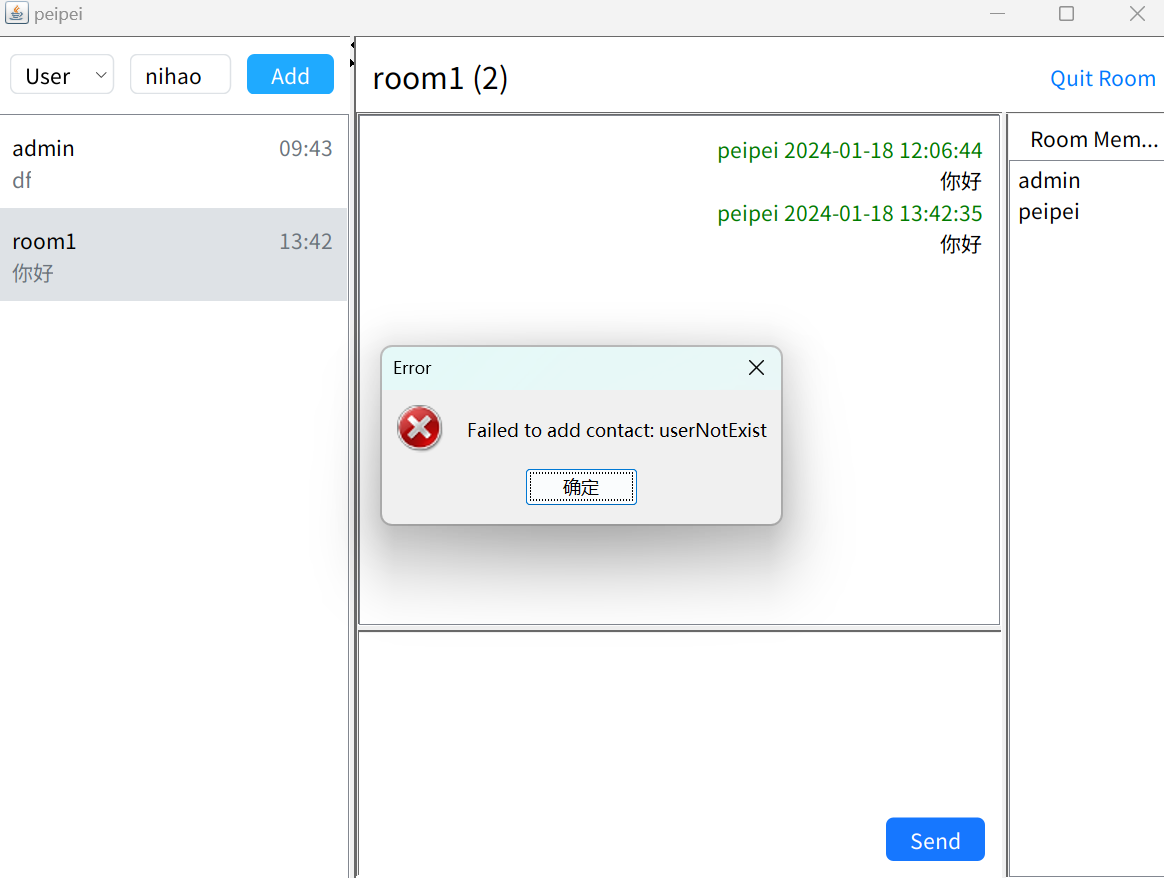 peipei
User nihao Add
admin 09:43
df
room1 13:42
你好
room1 (2)
Quit Room
peipei 2024-01-18 12:06:44
你好
peipei 2024-01-18 13:42:35
你好
Room Mem...
admin
peipei
Error
Failed to add contact: userNotExist
确定
Send